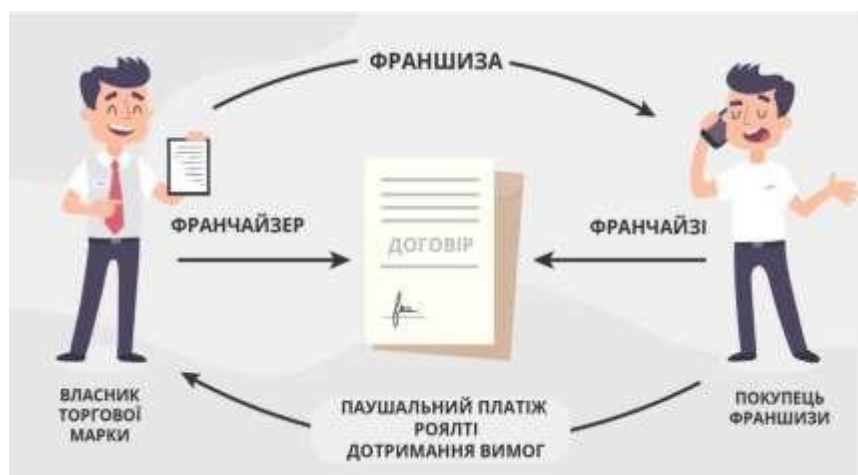 ФРАНШИЗА
ФРАНЧАЙЗЕР
ДОГОВІР
ФРАНЧАЙЗІ
ВЛАСНИК
ТОРГОВОЇ
МАРКИ
ПАУШАЛЬНИЙ ПЛАТІЖ
РОЯЛТІ
ДОТРИМАННЯ ВИМОГ
ПОКУПЕЦЬ
ФРАНШИЗИ